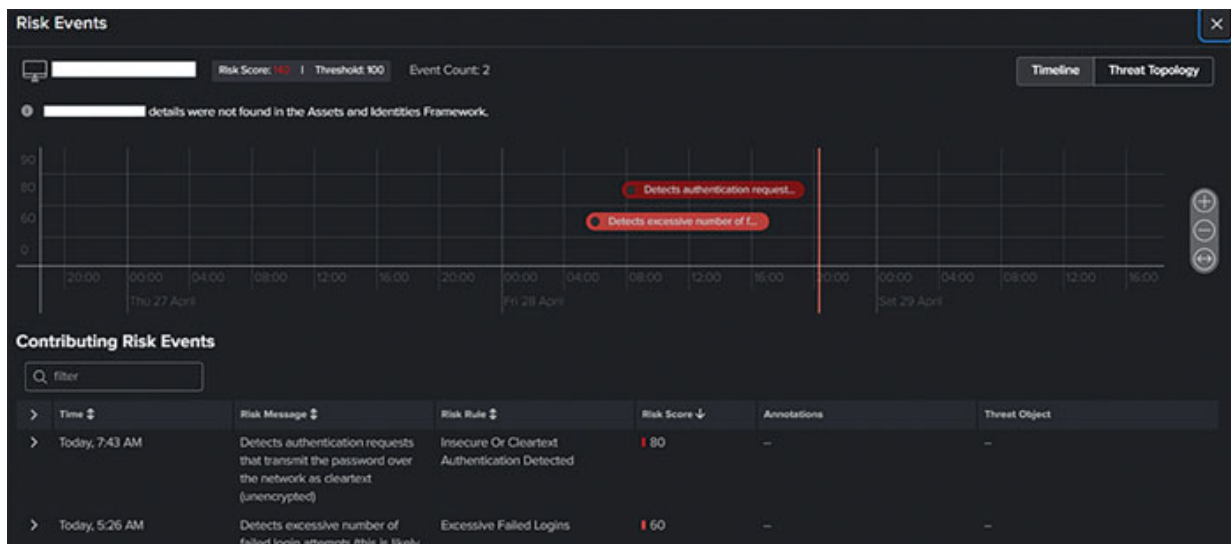 Risk Events
Risk Score: 140 | Threshold: 100 Event Count: 2
Timeline Threat Topology
details were not found in the Assets and Identities Framework.
90
80
60
0
20:00 00:00 04:00 08:00 12:00 16:00 20:00 00:00 04:00 08:00 12:00 16:00 20:00 00:00 04:00 08:00 12:00 16:00
Thu 27 April Fri 28 April Sat 29 April
Detects authentication request...
Detects excessive number of f...
Contributing Risk Events
filter
Time Risk Message Risk Rule Risk Score Annotations Threat Object
Today, 7:43 AM Detects authentication requests Insecure Or Cleartext 80 – –
that transmit the password over Authentication Detected
the network as cleartext
(unencrypted)
Today, 5:26 AM Detects excessive number of Excessive Failed Logins 60 – –
failed login attempts (this is likely